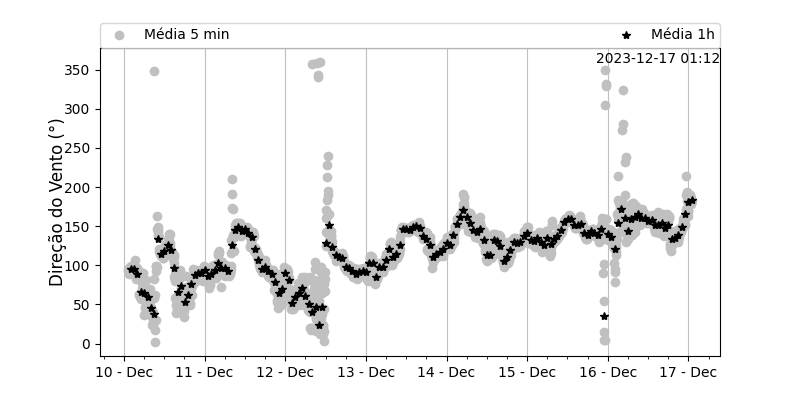 Média 5 min
Média 1h
2023-12-17 01:12
Direção do Vento (°)
350
300
250
200
150
100
50
0
10 - Dec
11 - Dec
12 - Dec
13 - Dec
14 - Dec
15 - Dec
16 - Dec
17 - Dec